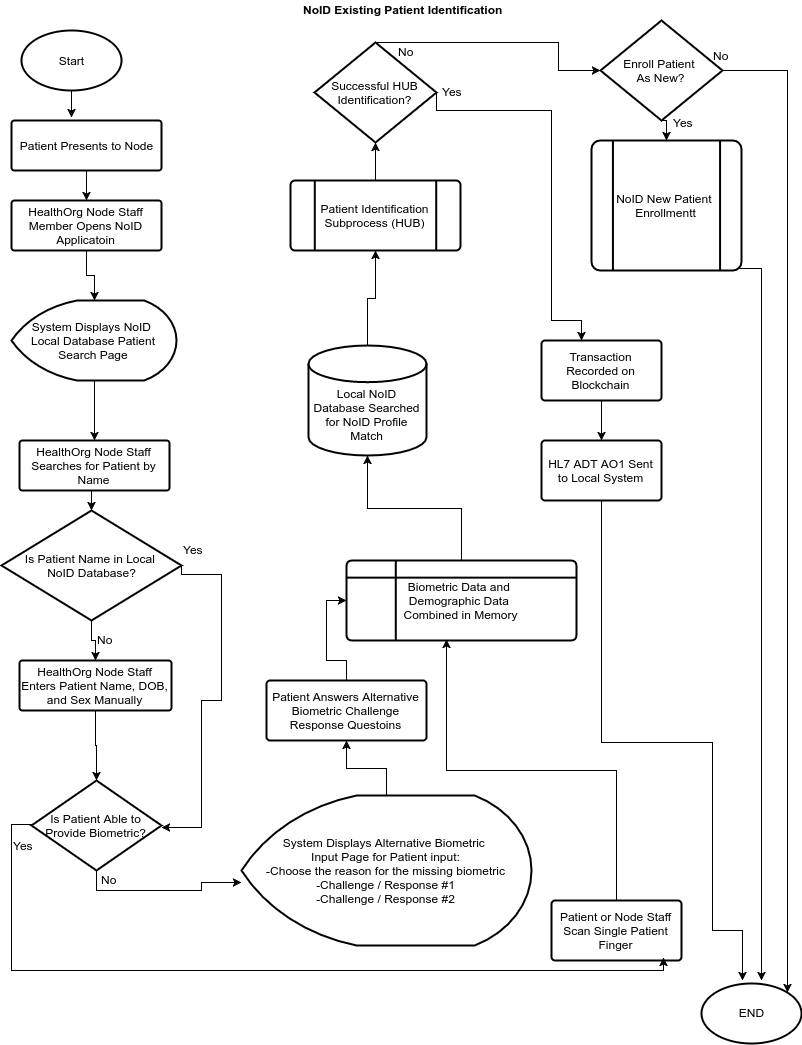 NoID Existing Patient Identification
Start
Patient Presents to Node
HealthOrg Node Staff
Member Opens NoID
Applicatoin
System Displays NoID
Local Database Patient
Search Page
HealthOrg Node Staff
Searches for Patient by
Name
Is Patient Name in Local
NoID Database?
Yes
No
HealthOrg Node Staff
Enters Patient Name, DOB,
and Sex Manually
Is Patient Able to
Provide Biometric?
Yes
No
System Displays Alternative Biometric
Input Page for Patient input:
-Choose the reason for the missing biometric
-Challenge / Response #1
-Challenge / Response #2
Patient Answers Alternative
Biometric Challenge
Response Questoins
Patient or Node Staff
Scan Single Patient
Finger
Biometric Data and
Demographic Data
Combined in Memory
Local NoID
Database Searched
for NoID Profile
Match
Patient Identification
Subprocess (HUB)
Successful HUB
Identification?
No
Yes
Enroll Patient
As New?
No
Yes
NoID New Patient
Enrollmentt
Transaction
Recorded on
Blockchain
HL7 ADT AO1 Sent
to Local System
END